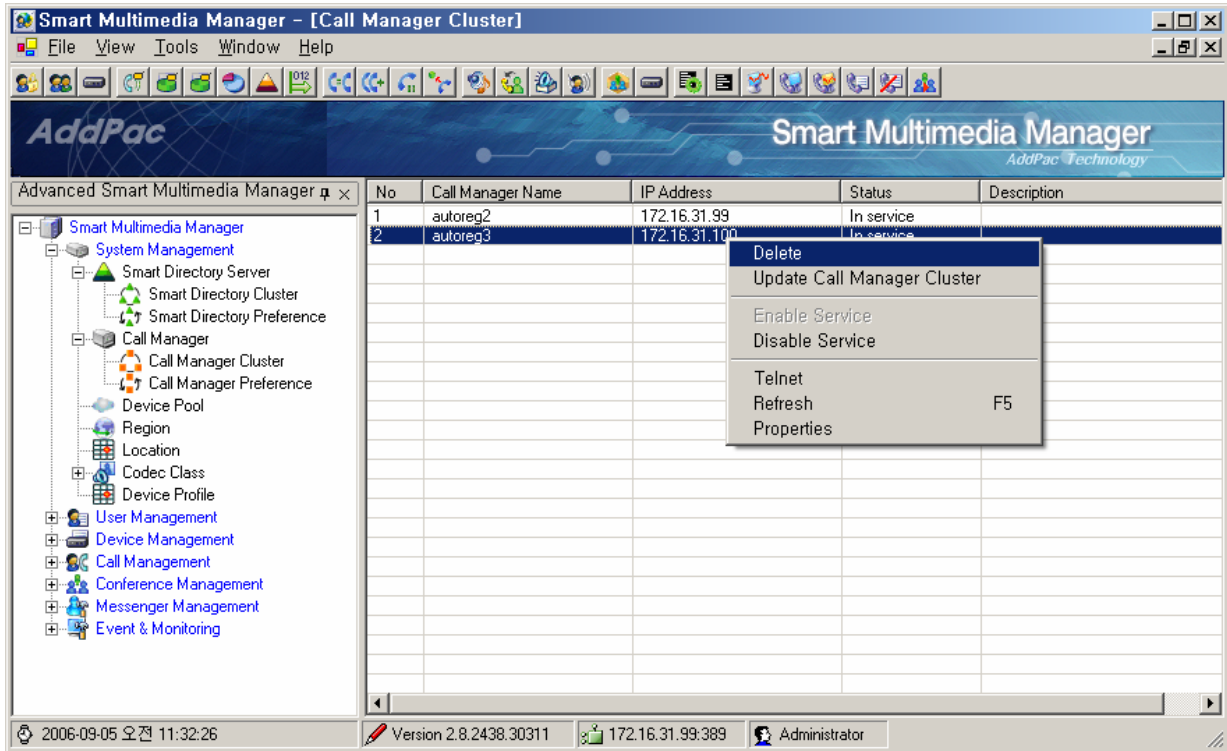 Smart Multimedia Manager - [Call Manager Cluster]
File View Tools Window Help
012
AddPac
Smart Multimedia Manager
AddPac Technology
Advanced Smart Multimedia Manager
Smart Multimedia Manager
System Management
Smart Directory Server
Smart Directory Cluster
Smart Directory Preference
Call Manager
Call Manager Cluster
Call Manager Preference
Device Pool
Region
Location
Codec Class
Device Profile
User Management
Device Management
Call Management
Conference Management
Messenger Management
Event & Monitoring
No Call Manager Name IP Address Status Description
1 autoreg2 172.16.31.99 In service
2 autoreg3 172.16.31.100 In service
Delete
Update Call Manager Cluster
Enable Service
Disable Service
Telnet
Refresh F5
Properties
2006-09-05 오전 11:32:26 Version 2.8.2438.30311 172.16.31.99:389 Administrator